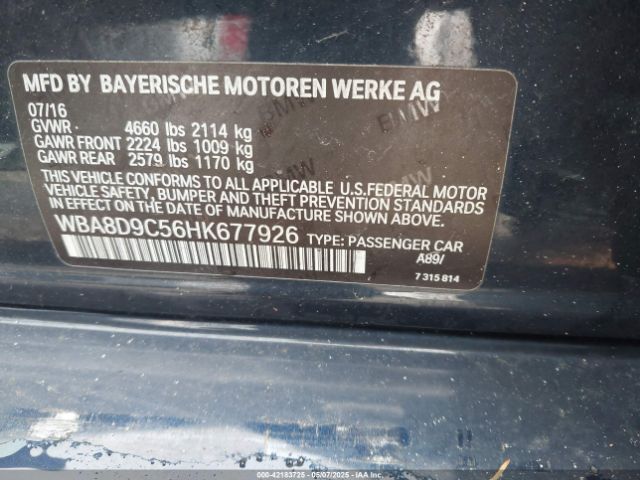 MFD BY BAYERISCHE MOTOREN WERKE AG
07/16
GVWR 4660 lbs 2114 kg
GAWR FRONT 2224 lbs 1009 kg
GAWR REAR 2579 lbs 1170 kg
THIS VEHICLE CONFORMS TO ALL APPLICABLE U.S.FEDERAL MOTOR
VEHICLE SAFETY, BUMPER AND THEFT PREVENTION STANDARDS
IN EFFECT ON THE DATE OF MANUFACTURE SHOWN ABOVE.
WBA8D9C56HK677926 TYPE: PASSENGER CAR
A89/
7 315 814
000-42183725 - 05/07/2025 - IAA Holdings, LLC.